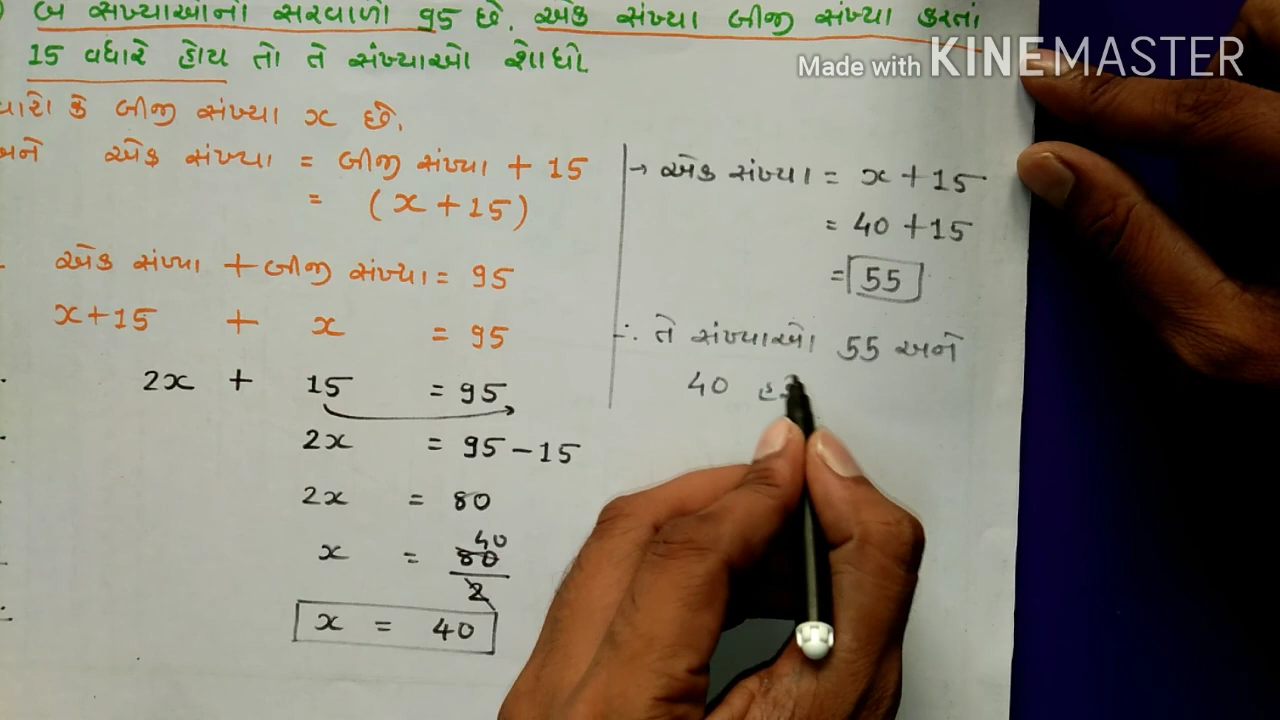 બે સંખ્યાઓનો સરવાળો 95 છે. એક સંખ્યા બીજી સંખ્યા કરતાં
15 વધારે હોય તો તે સંખ્યાઓ શોધો.
Made with KINEMASTER
ધારો કે બીજી સંખ્યા x છે.
અને એક સંખ્યા = બીજી સંખ્યા + 15
= (x + 15)
એક સંખ્યા + બીજી સંખ્યા = 95
x+15 + x = 95
2x + 15 = 95
2x = 95 - 15
2x = 80
x = 80/2 40
x = 40
→ એક સંખ્યા = x + 15
= 40 + 15
= 55
∴ તે સંખ્યાઓ 55 અને
40